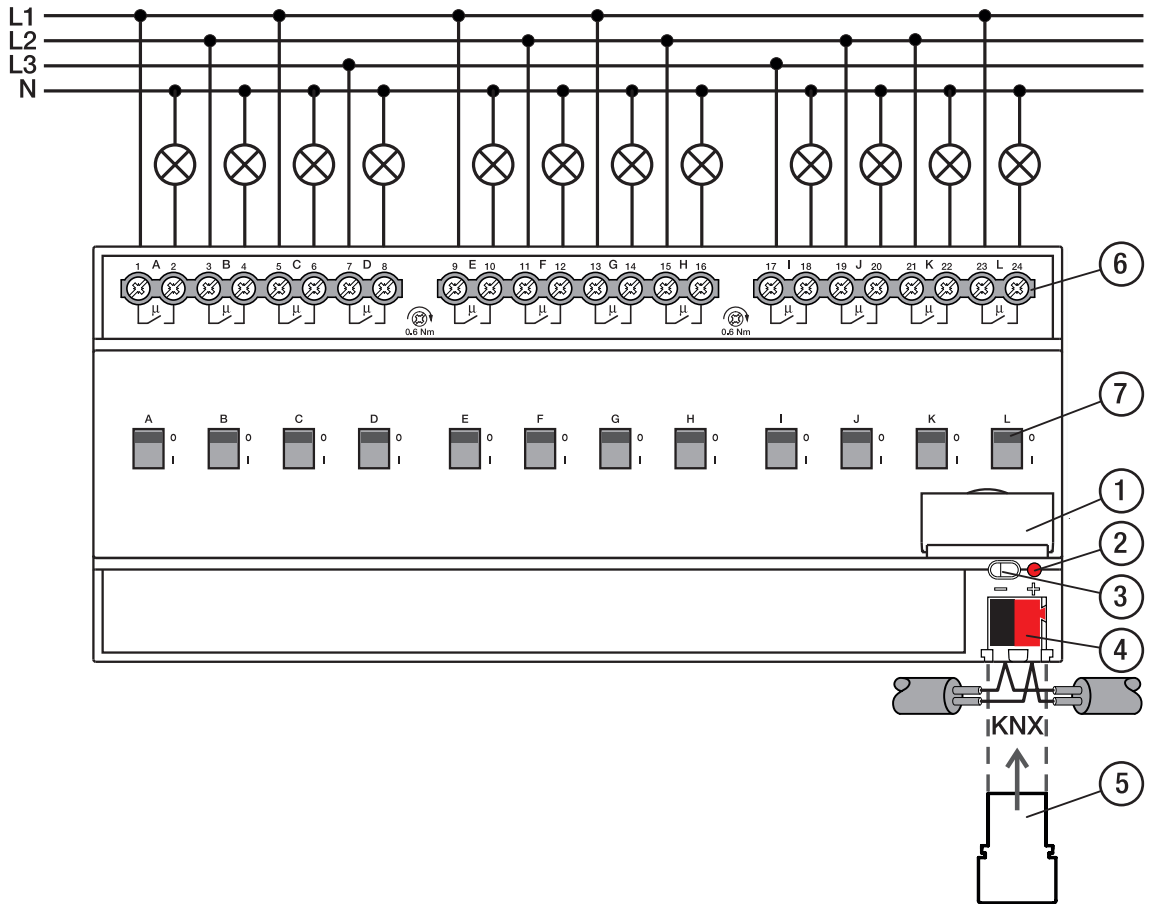 L1
L2
L3
N
1 A 2 3 B 4 5 C 6 7 D 8 9 E 10 11 F 12 13 G 14 15 H 16 17 I 18 19 J 20 21 K 22 23 L 24
6
µ µ µ µ µ µ µ µ µ µ µ µ
0.6 Nm 0.6 Nm
7
A B C D E F G H I J K L
0 0 0 0 0 0 0 0 0 0 0 0
I I I I I I I I I I I I
1
2
3
− +
4
KNX
5